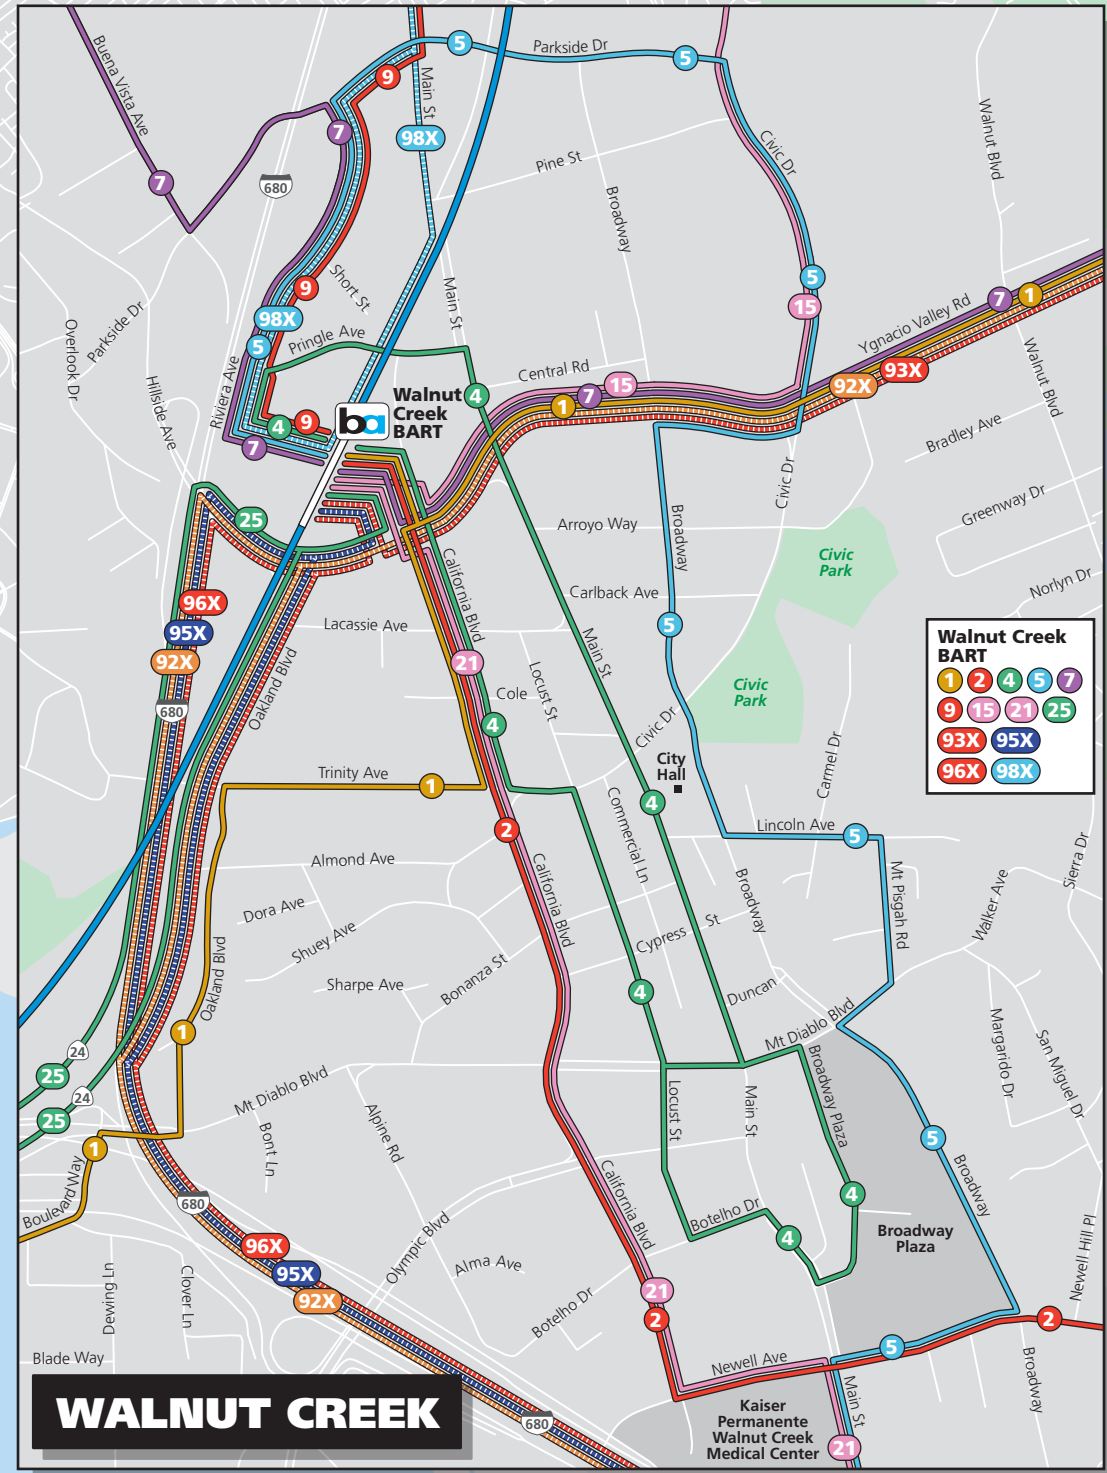 5
Parkside Dr
5
Buena Vista Ave
9
Main St
98X
7
Civic Dr
Walnut Blvd
Pine St
680
7
Broadway
5
9
Short St
Main St
15
7
1
98X
Ygnacio Valley Rd
Parkside Dr
Overlook Dr
5
Pringle Ave
Walnut Blvd
Hillside Ave
Riviera Ave
Central Rd
15
93X
92X
Walnut
Creek
BART
4
7
1
4
9
ba
7
Bradley Ave
Civic Dr
Greenway Dr
25
Arroyo Way
Broadway
Civic
Park
California Blvd
Norlyn Dr
96X
Carlback Ave
95X
Lacassie Ave
5
92X
21
Main St
Oakland Blvd
Locust St
Cole
Civic
Park
680
4
Civic Dr
City
Hall
Carmel Dr
Walnut Creek
BART
1 2 4 5 7
9 15 21 25
93X 95X
96X 98X
Trinity Ave
1
4
Commercial Ln
2
Lincoln Ave
5
Almond Ave
California Blvd
Broadway
Mt Pisgah Rd
Walker Ave
Sierra Dr
Dora Ave
Shuey Ave
Cypress St
Oakland Blvd
Sharpe Ave
Bonanza St
4
Duncan
1
Mt Diablo Blvd
Margarido Dr
San Miguel Dr
24
25
Mt Diablo Blvd
24
25
Alpine Rd
Locust St
Main St
Broadway Plaza
1
Bont Ln
5
Boulevard Way
680
California Blvd
4
Broadway
Botelho Dr
4
Broadway
Plaza
Olympic Blvd
96X
95X
92X
Alma Ave
Newell Hill Pl
Dewing Ln
Clover Ln
Botelho Dr
21
2
2
5
Blade Way
Newell Ave
Main St
Broadway
WALNUT CREEK
680
Kaiser
Permanente
Walnut Creek
Medical Center
21